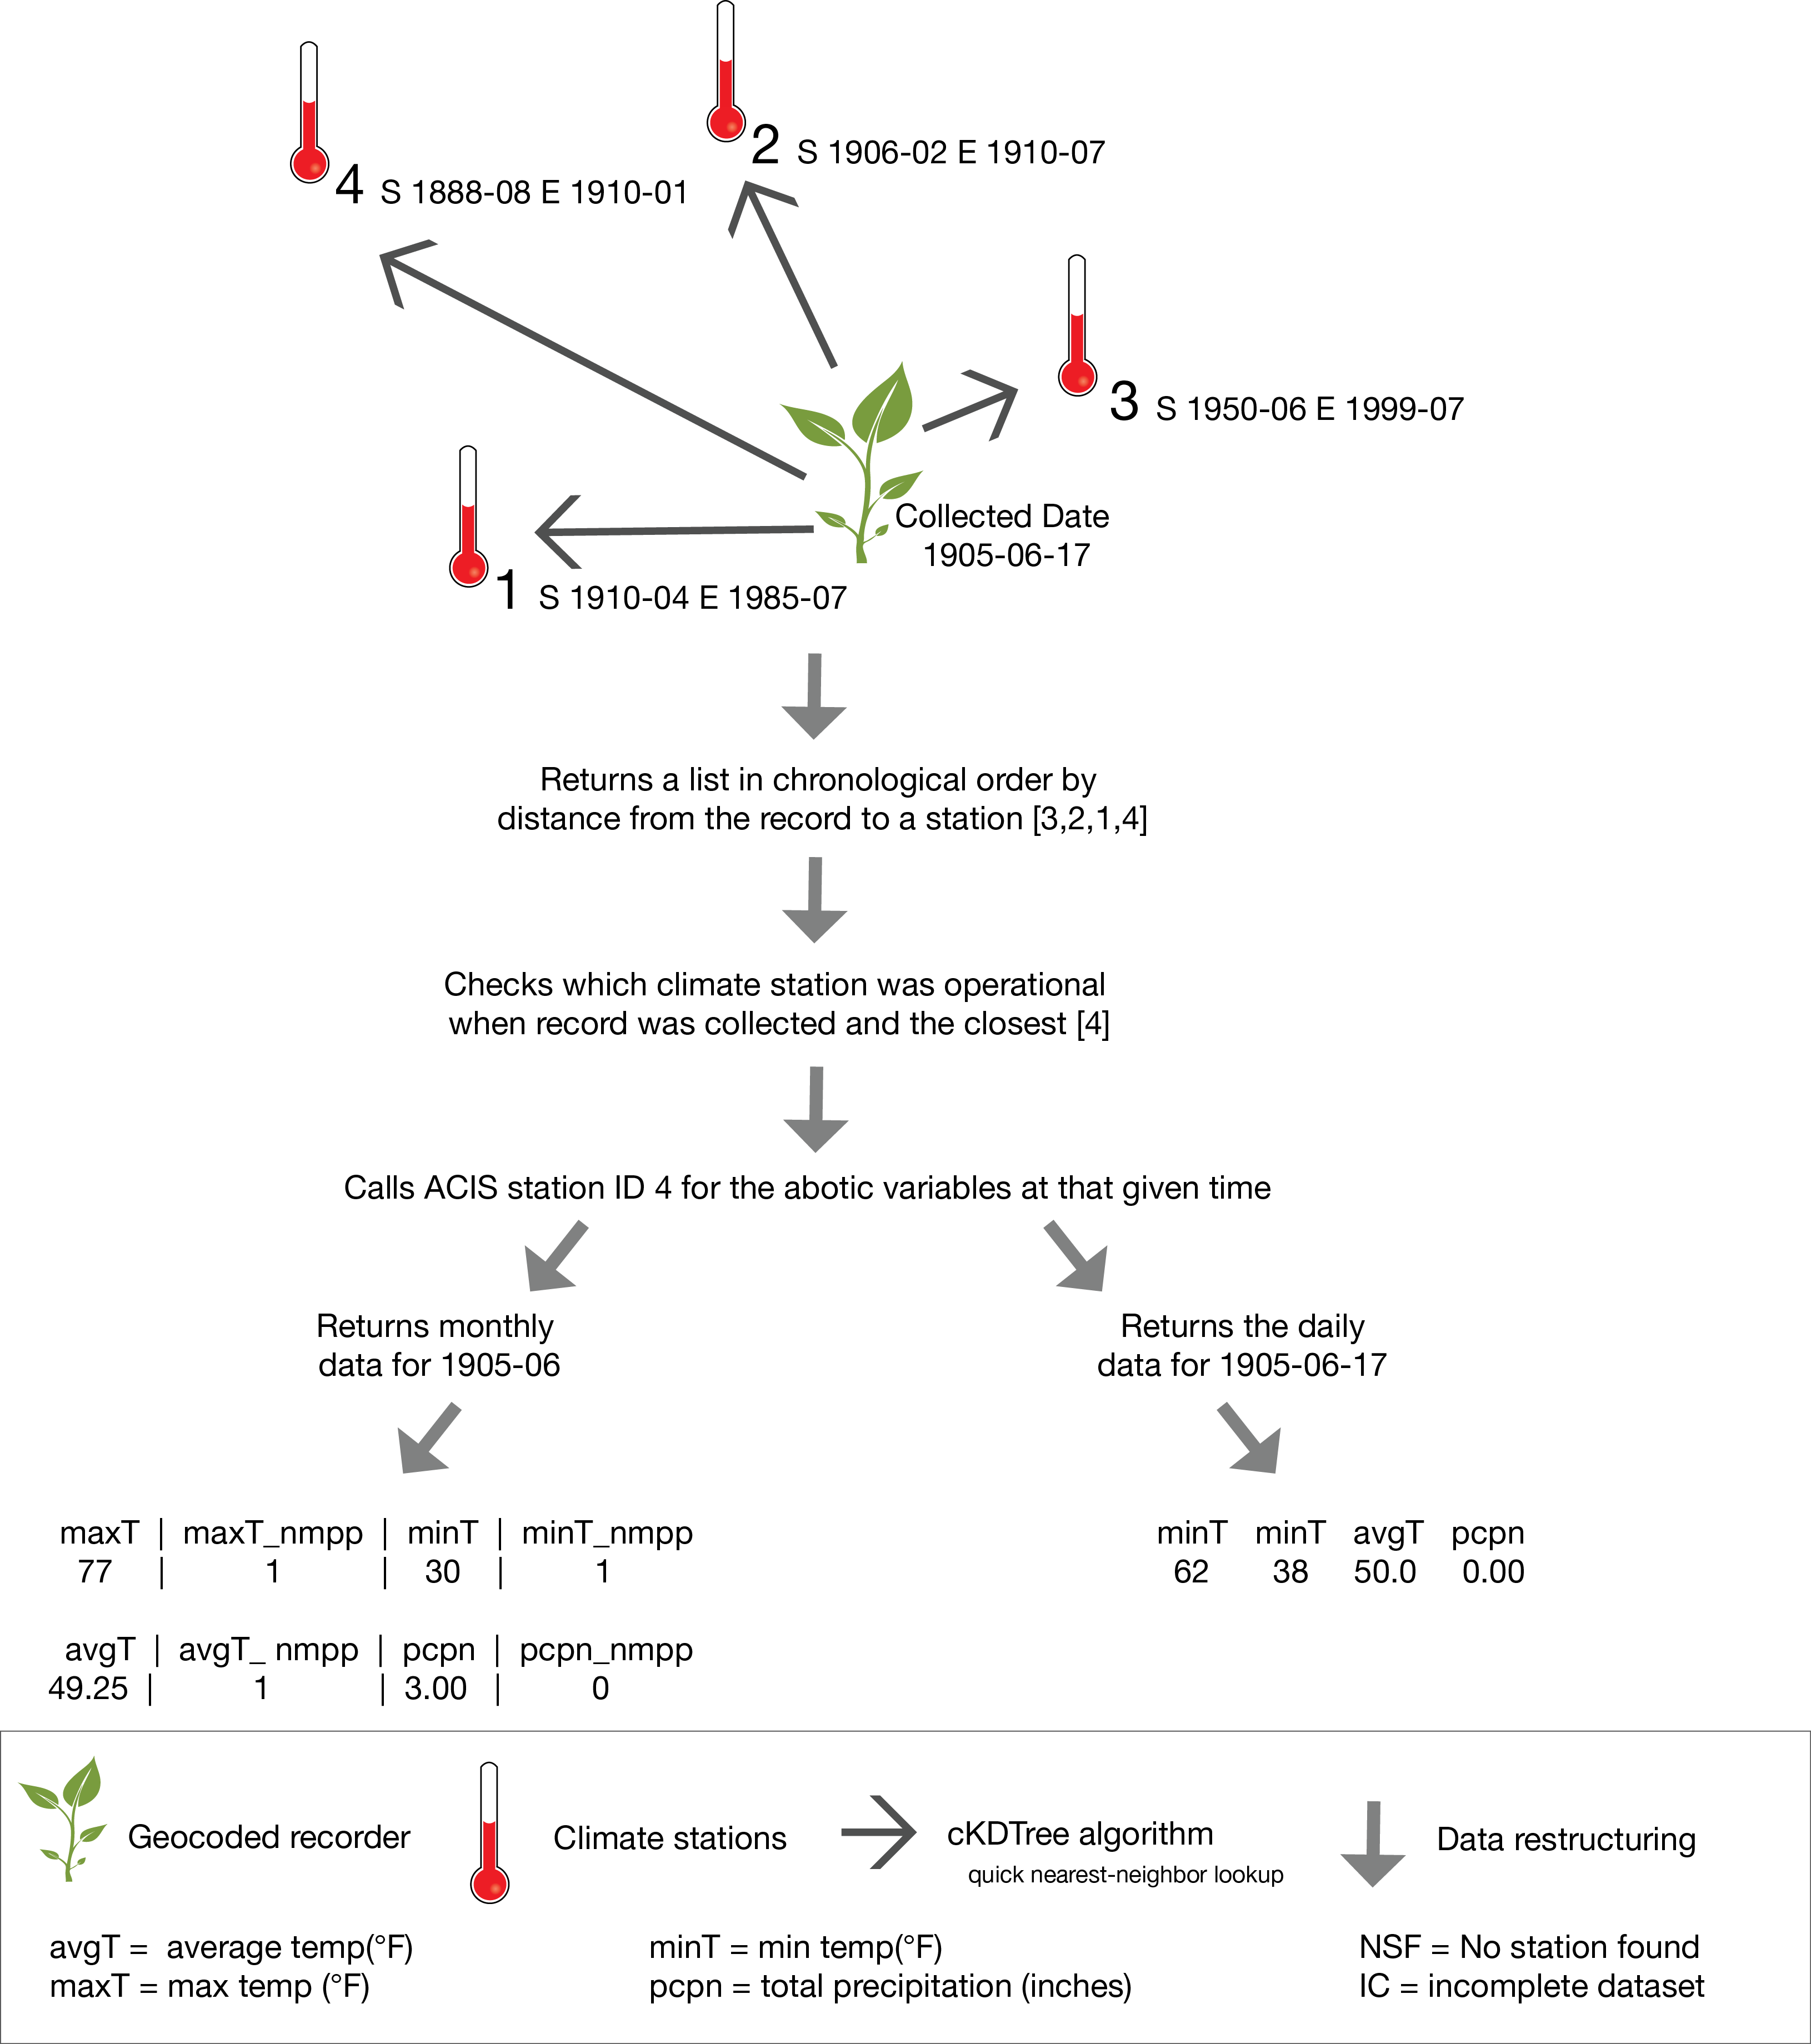 2 S 1906-02 E 1910-07
4 S 1888-08 E 1910-01
3 S 1950-06 E 1999-07
Collected Date
1905-06-17
1 S 1910-04 E 1985-07
Returns a list in chronological order by
distance from the record to a station [3,2,1,4]
Checks which climate station was operational
when record was collected and the closest [4]
Calls ACIS station ID 4 for the abotic variables at that given time
Returns monthly
data for 1905-06
Returns the daily
data for 1905-06-17
maxT | maxT_nmpp | minT | minT_nmpp
77 | 1 | 30 | 1
avgT | avgT_ nmpp | pcpn | pcpn_nmpp
49.25 | 1 | 3.00 | 0
minT minT avgT pcpn
62 38 50.0 0.00
Geocoded recorder
Climate stations
cKDTree algorithm
quick nearest-neighbor lookup
Data restructuring
avgT = average temp(°F)
maxT = max temp (°F)
minT = min temp(°F)
pcpn = total precipitation (inches)
NSF = No station found
IC = incomplete dataset